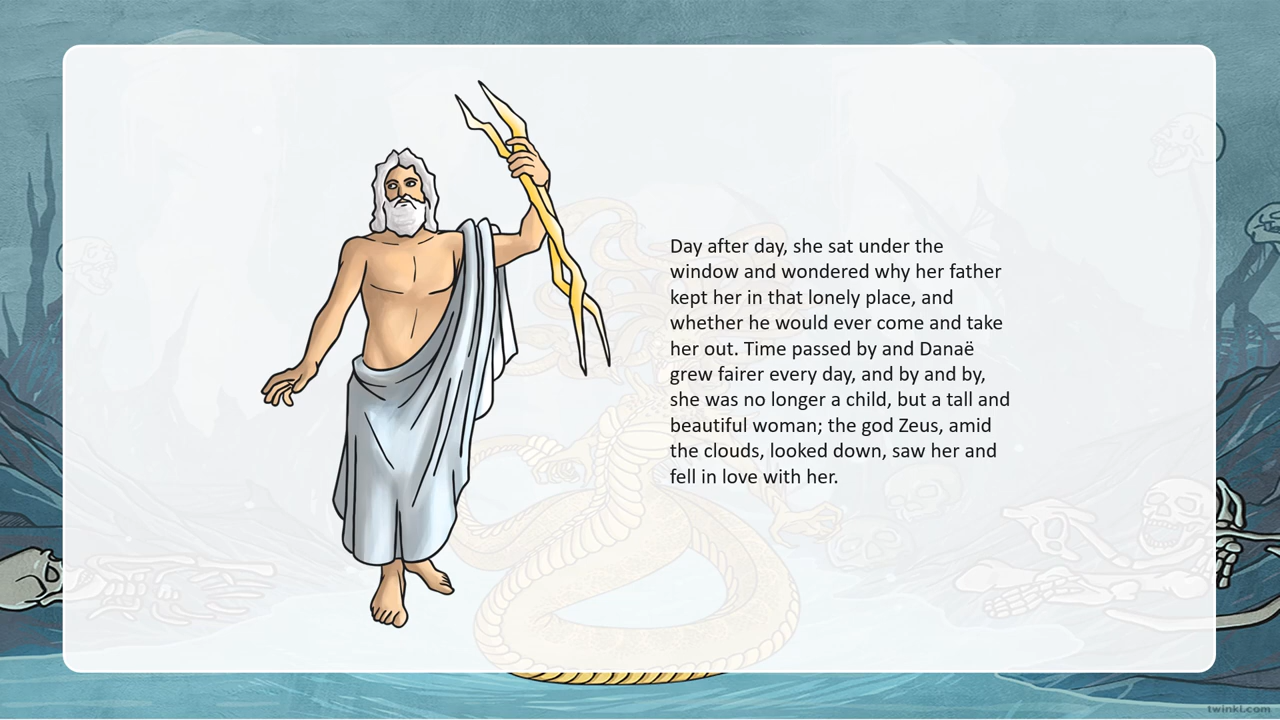 Day after day, she sat under the
window and wondered why her father
kept her in that lonely place, and
whether he would ever come and take
her out. Time passed by and Danaë
grew fairer every day, and by and by,
she was no longer a child, but a tall and
beautiful woman; the god Zeus, amid
the clouds, looked down, saw her and
fell in love with her.
twinkl.com